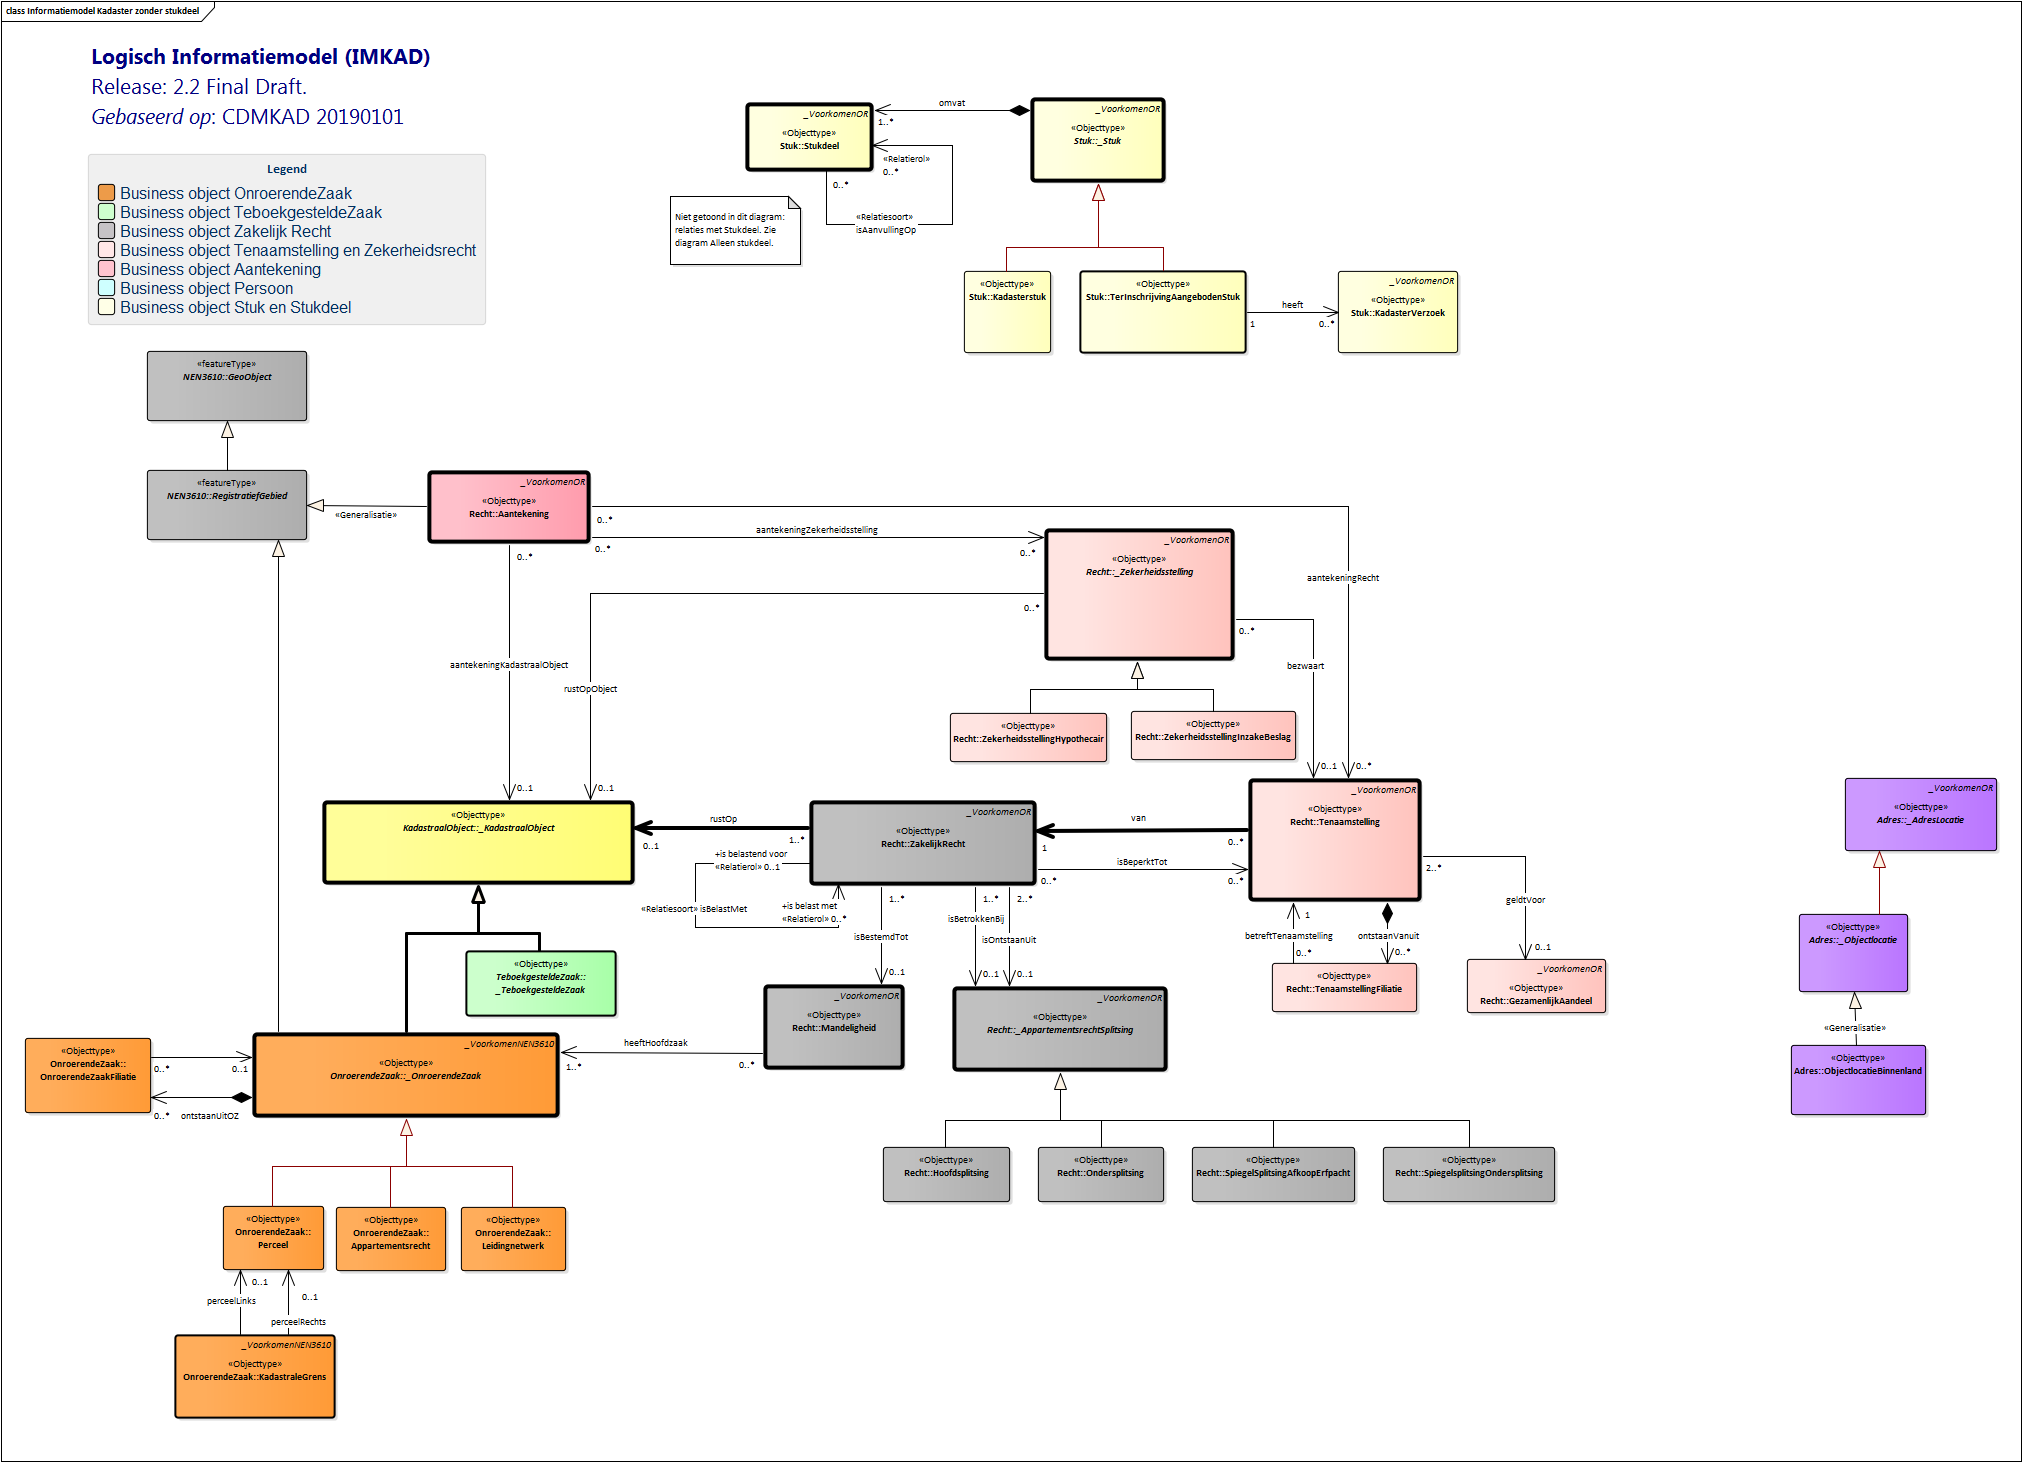 class Informatiemodel Kadaster zonder stukdeel
Logisch Informatiemodel (IMKAD)
Release: 2.2 Final Draft.
Gebaseerd op: CDMKAD 20190101
Legend
Business object OnroerendeZaak
Business object TeboekgesteldeZaak
Business object Zakelijk Recht
Business object Tenaamstelling en Zekerheidsrecht
Business object Aantekening
Business object Persoon
Business object Stuk en Stukdeel
_VoorkomenOR
«Objecttype»
Stuk::Stukdeel
omvat
1..*
_VoorkomenOR
«Objecttype»
Stuk::_Stuk
«Relatierol»
0..*
0..*
«Relatiesoort»
isAanvullingOp
Niet getoond in dit diagram:
relaties met Stukdeel. Zie
diagram Alleen stukdeel.
«Objecttype»
Stuk::Kadasterstuk
«Objecttype»
Stuk::TerInschrijvingAangebodenStuk
heeft
1
0..*
_VoorkomenOR
«Objecttype»
Stuk::KadasterVerzoek
«featureType»
NEN3610::GeoObject
«featureType»
NEN3610::RegistratiefGebied
«Generalisatie»
_VoorkomenOR
«Objecttype»
Recht::Aantekening
0..*
aantekeningZekerheidsstelling
0..*
0..*
0..*
_VoorkomenOR
«Objecttype»
Recht::_Zekerheidsstelling
aantekeningRecht
0..*
0..*
aantekeningKadastraalObject
rustOpObject
bezwaart
«Objecttype»
Recht::ZekerheidsstellingHypothecair
«Objecttype»
Recht::ZekerheidsstellingInzakeBeslag
0..1
0..1
0..1
0..*
«Objecttype»
KadastraalObject::_KadastraalObject
rustOp
0..1
1..*
_VoorkomenOR
«Objecttype»
Recht::ZakelijkRecht
van
1
0..*
isBeperktTot
0..*
0..*
_VoorkomenOR
«Objecttype»
Recht::Tenaamstelling
_VoorkomenOR
«Objecttype»
Adres::_AdresLocatie
+is belastend voor
«Relatierol» 0..1
«Relatiesoort» isBelastMet
+is belast met
«Relatierol» 0..*
1..*
isBestemdTot
0..1
1..*
isBetrokkenBij
0..1
2..*
isOntstaanUit
0..1
2..*
geldtVoor
0..1
1
betreftTenaamstelling
0..*
ontstaanVanuit
0..*
«Objecttype»
Adres::_Objectlocatie
«Objecttype»
TeboekgesteldeZaak::
_TeboekgesteldeZaak
_VoorkomenOR
«Objecttype»
Recht::Mandeligheid
_VoorkomenOR
«Objecttype»
Recht::_AppartementsrechtSplitsing
«Objecttype»
Recht::TenaamstellingFiliatie
_VoorkomenOR
«Objecttype»
Recht::GezamenlijkAandeel
«Generalisatie»
«Objecttype»
Adres::ObjectlocatieBinnenland
«Objecttype»
OnroerendeZaak::
OnroerendeZaakFiliatie
0..*
0..1
0..*
ontstaanUitOZ
_VoorkomenNEN3610
«Objecttype»
OnroerendeZaak::_OnroerendeZaak
heeftHoofdzaak
1..*
0..*
«Objecttype»
Recht::Hoofdsplitsing
«Objecttype»
Recht::Ondersplitsing
«Objecttype»
Recht::SpiegelSplitsingAfkoopErfpacht
«Objecttype»
Recht::SpiegelsplitsingOndersplitsing
«Objecttype»
OnroerendeZaak::
Perceel
«Objecttype»
OnroerendeZaak::
Appartementsrecht
«Objecttype»
OnroerendeZaak::
Leidingnetwerk
0..1
perceelLinks
0..1
perceelRechts
_VoorkomenNEN3610
«Objecttype»
OnroerendeZaak::KadastraleGrens